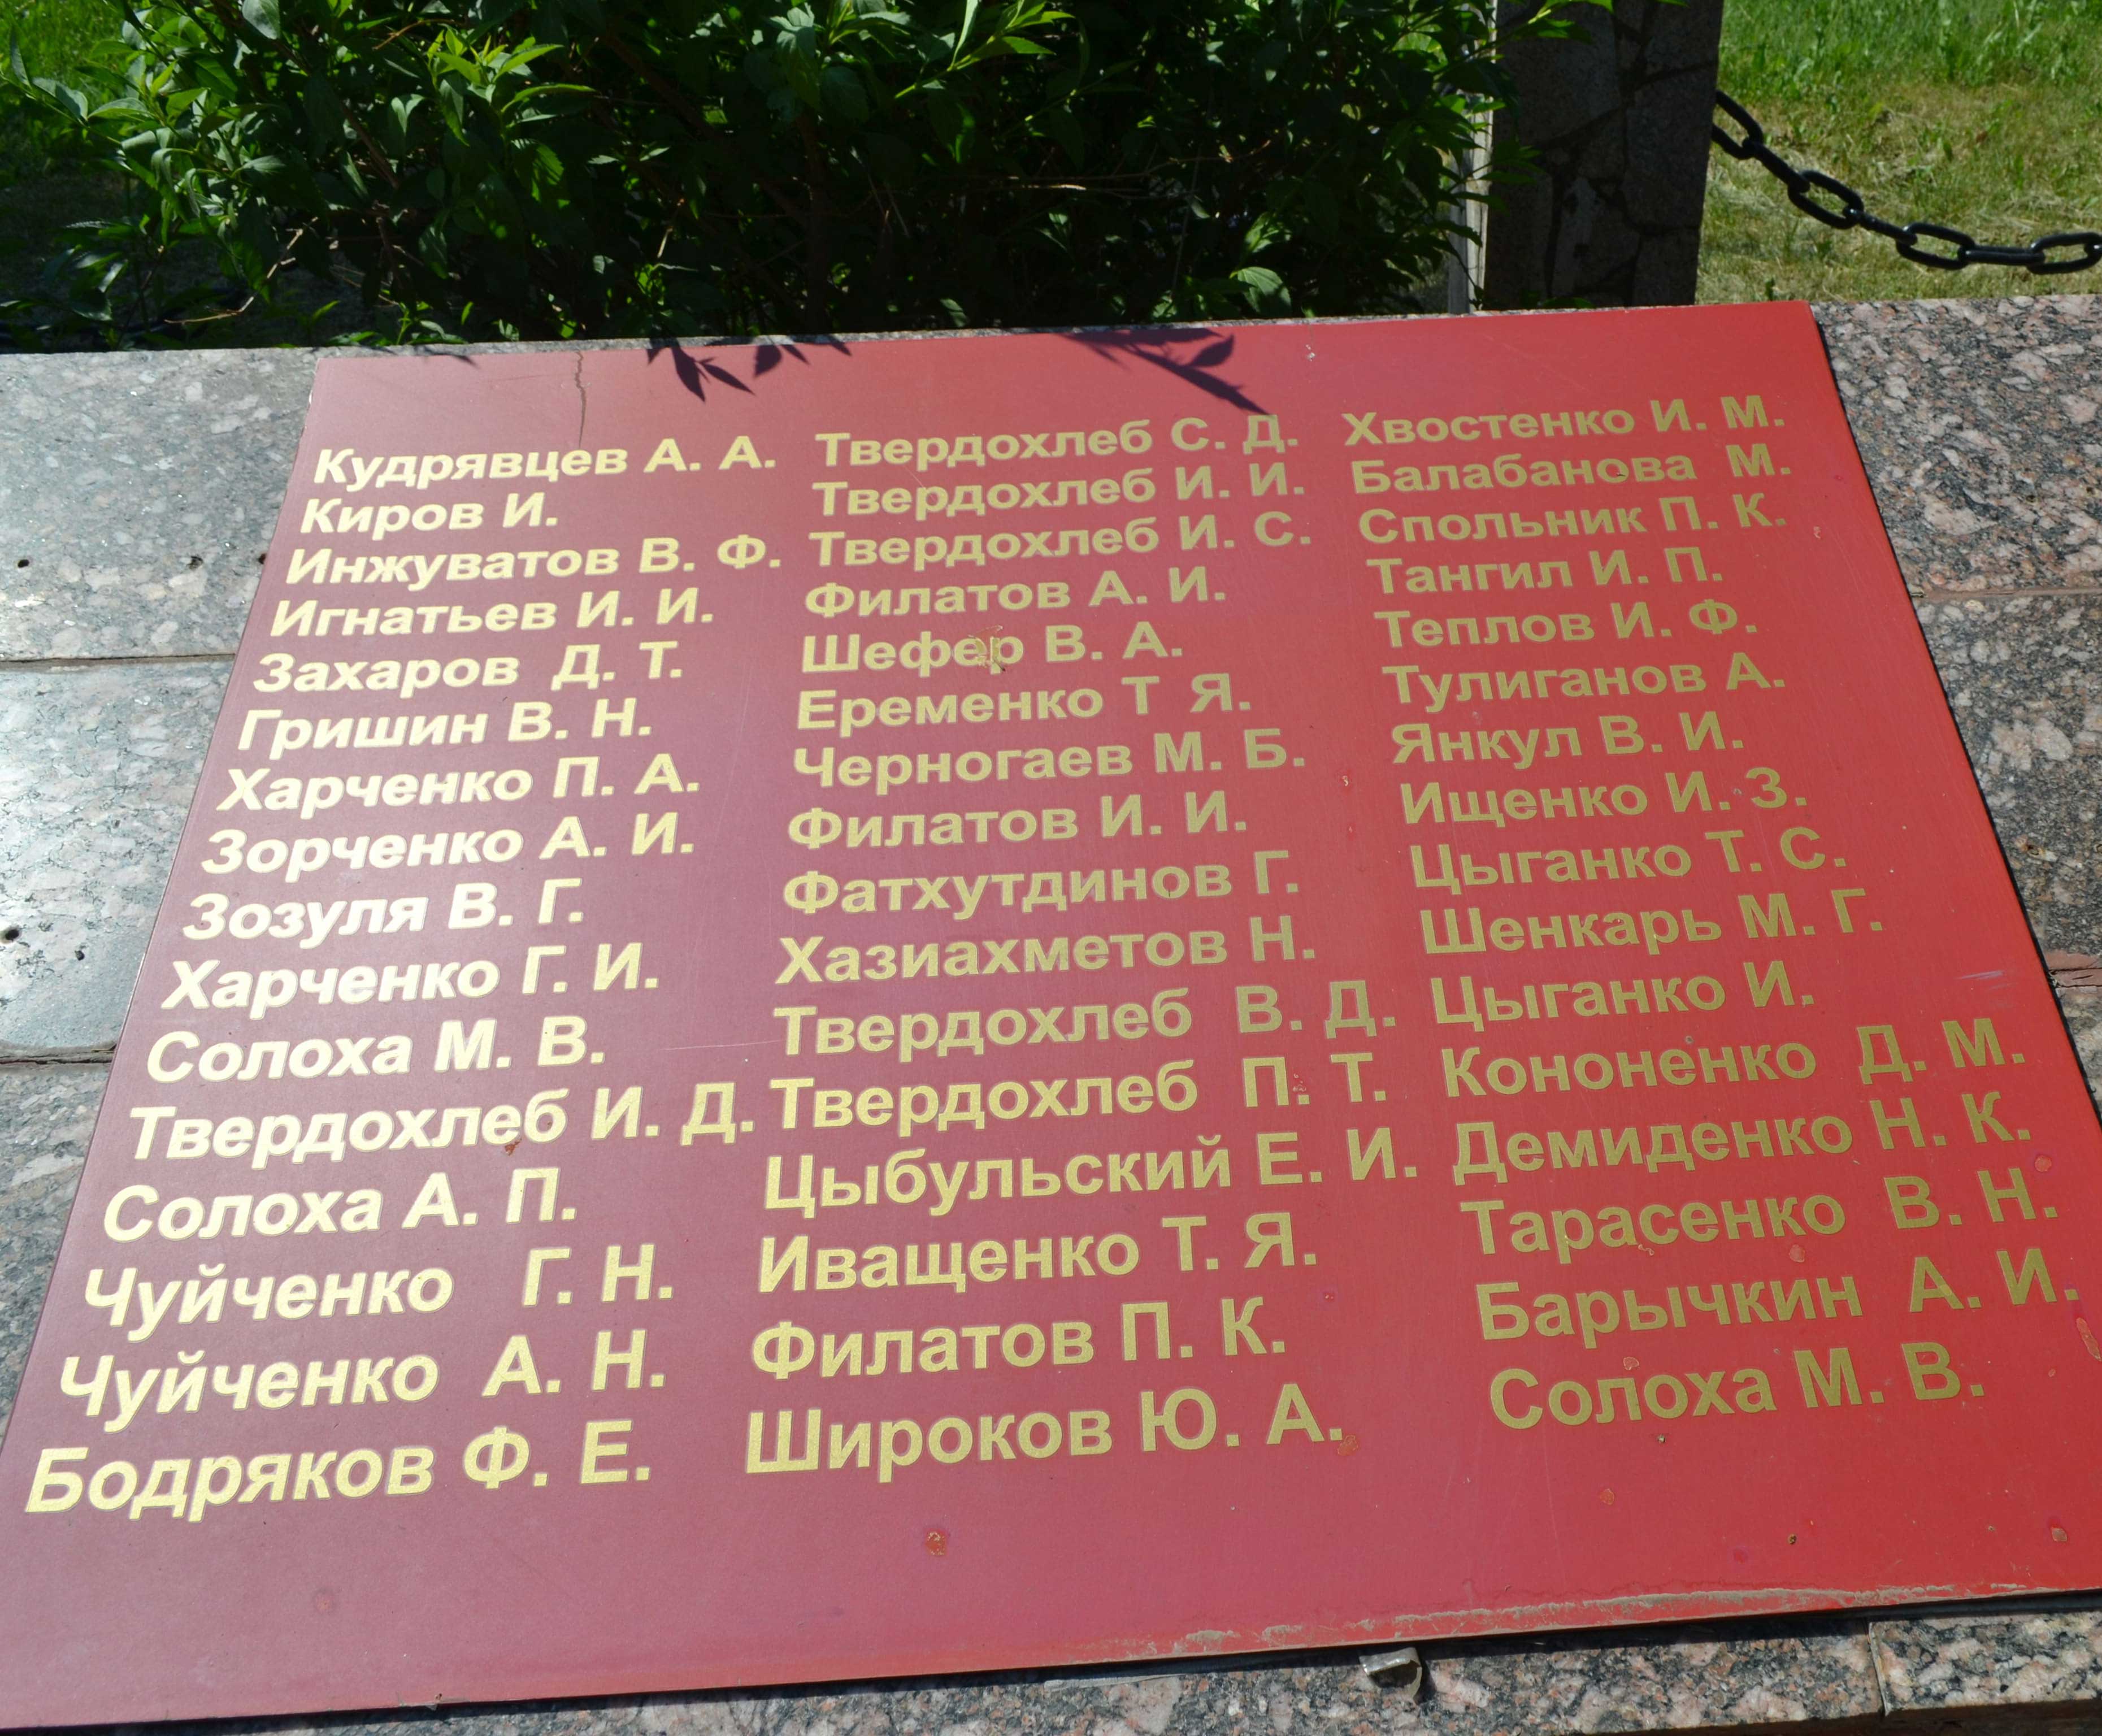 Кудрявцев А. А.
Киров И.
Инжуватов В. Ф.
Игнатьев И. И.
Захаров Д. Т.
Гришин В. Н.
Харченко П. А.
Зорченко А. И.
Зозуля В. Г.
Харченко Г. И.
Солоха М. В.
Твердохлеб И. Д.
Солоха А. П.
Чуйченко Г. Н.
Чуйченко А. Н.
Бодряков Ф. Е.
Твердохлеб С. Д.
Твердохлеб И. И.
Твердохлеб И. С.
Филатов А. И.
Шефер В. А.
Еременко Т Я.
Черногаев М. Б.
Филатов И. И.
Фатхутдинов Г.
Хазиахметов Н.
Твердохлеб В. Д.
Твердохлеб П. Т.
Цыбульский Е. И.
Иващенко Т. Я.
Филатов П. К.
Широков Ю. А.
Хвостенко И. М.
Балабанова М.
Спольник П. К.
Тангил И. П.
Теплов И. Ф.
Тулиганов А.
Янкул В. И.
Ищенко И. З.
Цыганко Т. С.
Шенкарь М. Г.
Цыганко И.
Кононенко Д. М.
Демиденко Н. К.
Тарасенко В. Н.
Барычкин А. И.
Солоха М. В.